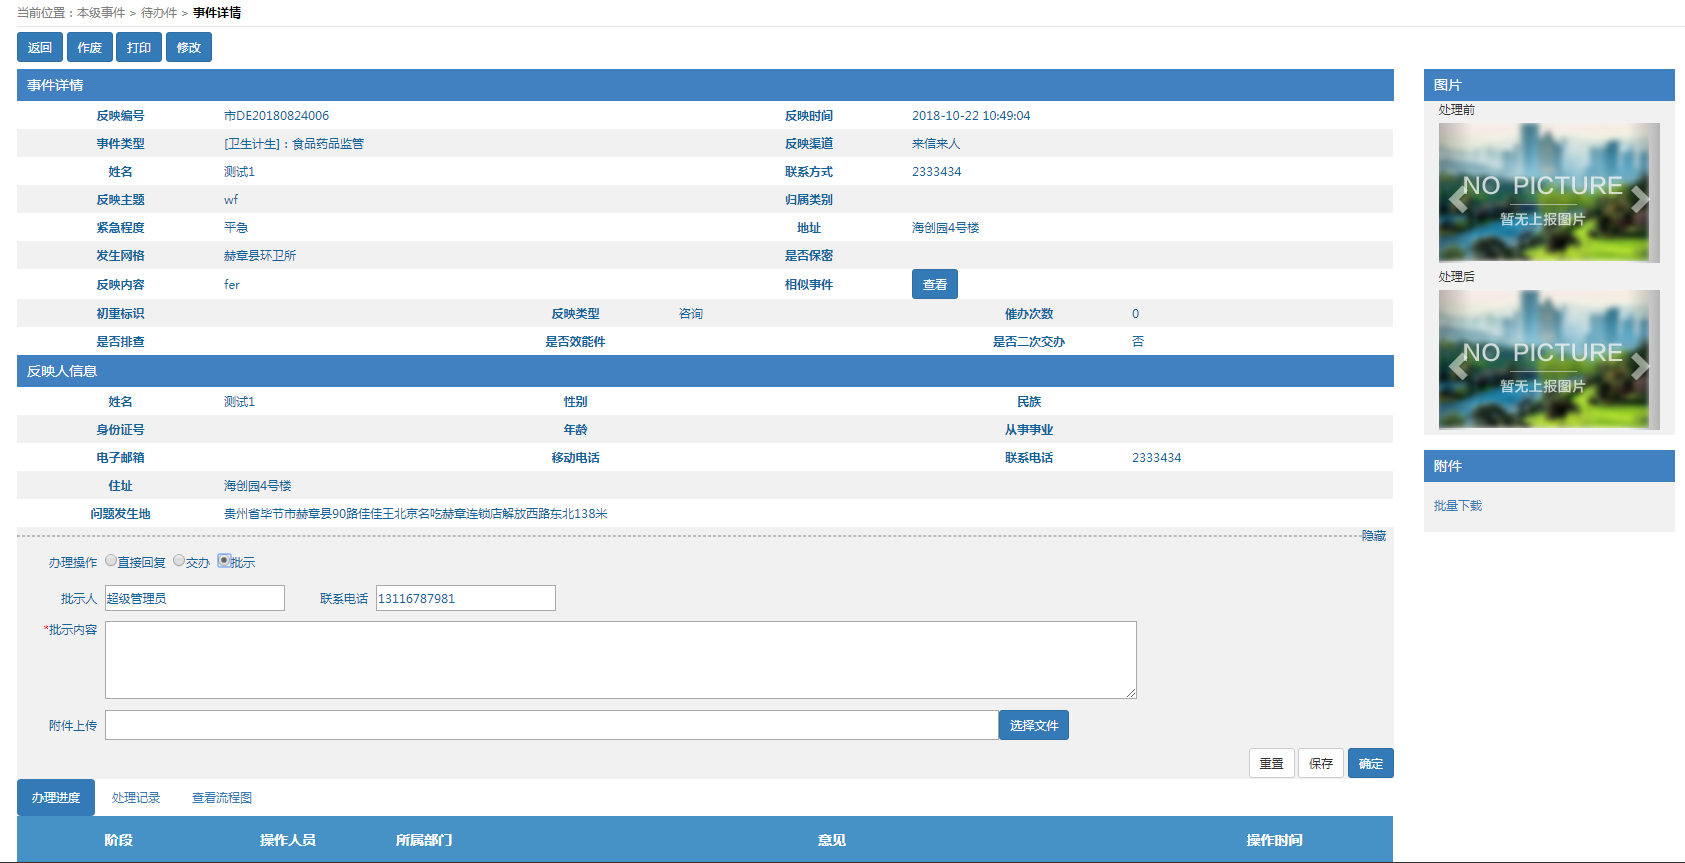 当前位置：本级事件 > 待办件 > 事件详情
返回 作废 打印 修改
事件详情
反映编号 市DE20180824006 反映时间 2018-10-22 10:49:04
事件类型 [卫生计生]：食品药品监管 反映渠道 来信来人
姓名 测试1 联系方式 2333434
反映主题 wf 归属类别
紧急程度 平急 地址 海创园4号楼
发生网格 赫章县环卫所 是否保密
反映内容 fer 相似事件 查看
初重标识 反映类型 咨询 催办次数 0
是否排查 是否效能件 是否二次交办 否
反映人信息
姓名 测试1 性别 民族
身份证号 年龄 从事事业
电子邮箱 移动电话 联系电话 2333434
住址 海创园4号楼
问题发生地 贵州省毕节市赫章县90路佳佳王北京名吃赫章连锁店解放西路东北138米
隐藏
办理操作 直接回复 交办 批示
批示人 超级管理员 联系电话 13116787981
*批示内容
附件上传 选择文件
重置 保存 确定
办理进度 处理记录 查看流程图
阶段 操作人员 所属部门 意见 操作时间
图片
处理前
NO PICTURE
暂无上报图片
处理后
NO PICTURE
暂无上报图片
附件
批量下载